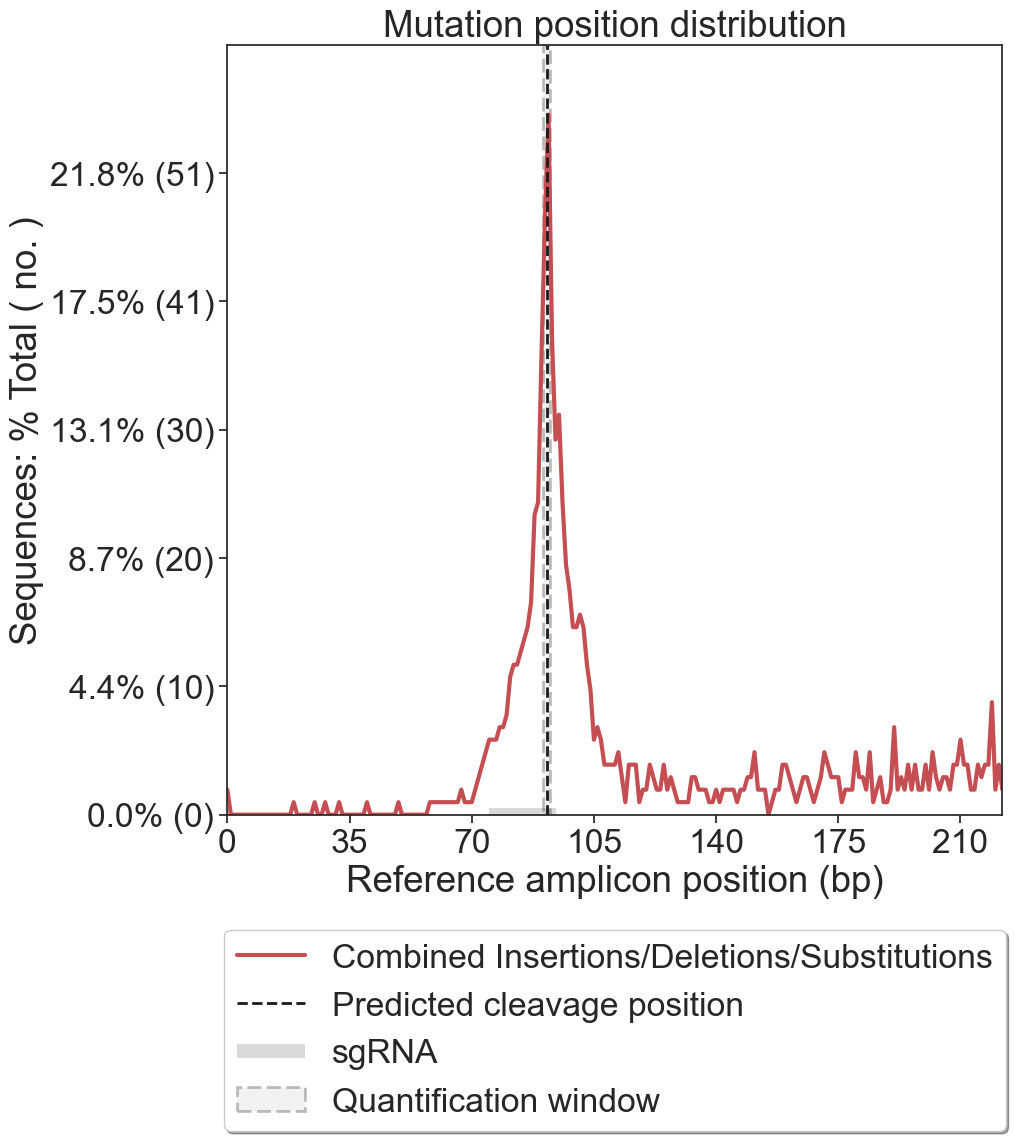 Mutation position distribution
Sequences: % Total ( no. )
21.8% (51)
17.5% (41)
13.1% (30)
8.7% (20)
4.4% (10)
0.0% (0)
0 35 70 105 140 175 210
Reference amplicon position (bp)
Combined Insertions/Deletions/Substitutions
Predicted cleavage position
sgRNA
Quantification window